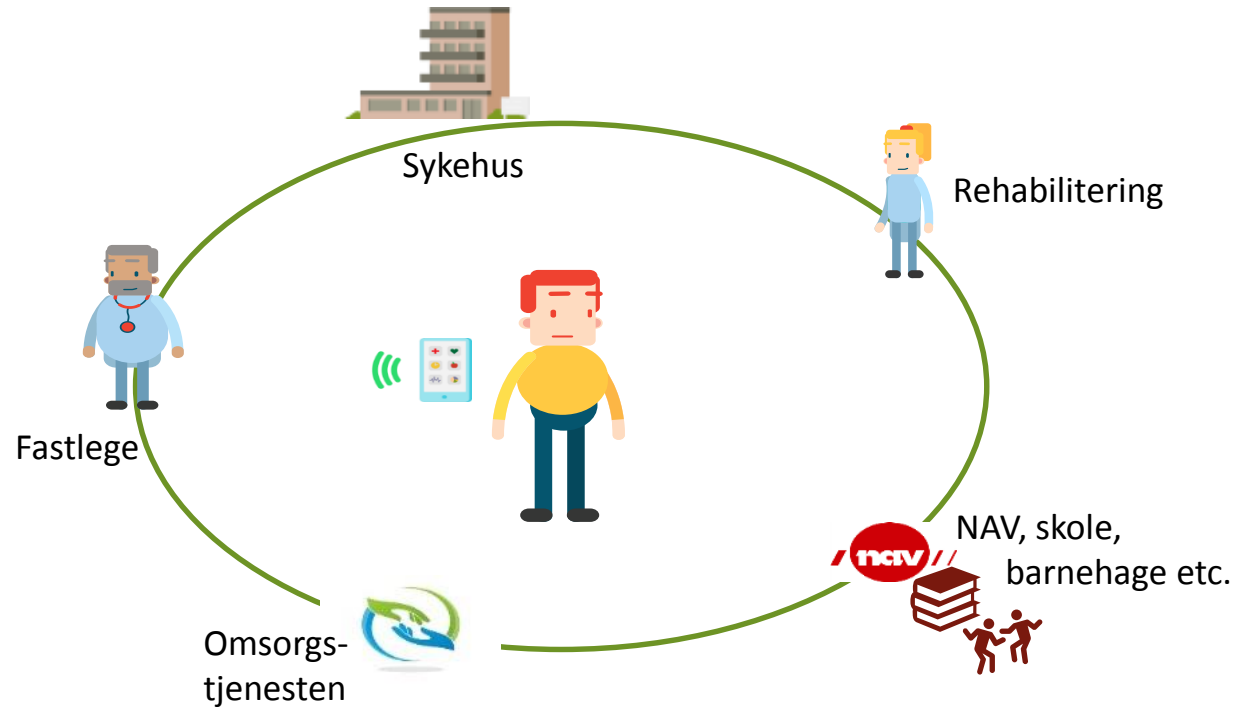 Sykehus
Rehabilitering
Fastlege
NAV, skole,
barnehage etc.
nav
Omsorgs-
tjenesten